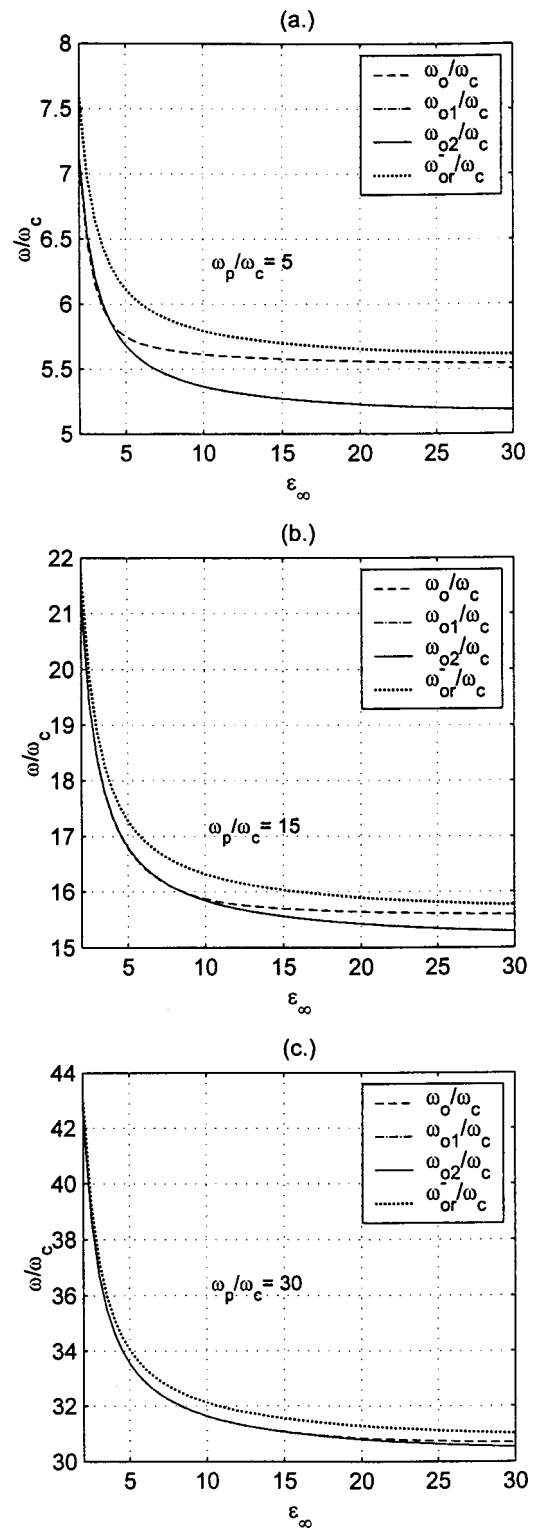 (a.)
8
7.5
7
6.5
6
5.5
5
ω/ω_c
ω_o/ω_c
ω_o1/ω_c
ω_o2/ω_c
ω_or^-/ω_c
ω_p/ω_c = 5
5 10 15 20 25 30
ε_∞
(b.)
22
21
20
19
18
17
16
15
ω/ω_c
ω_o/ω_c
ω_o1/ω_c
ω_o2/ω_c
ω_or^-/ω_c
ω_p/ω_c = 15
5 10 15 20 25 30
ε_∞
(c.)
44
42
40
38
36
34
32
30
ω/ω_c
ω_o/ω_c
ω_o1/ω_c
ω_o2/ω_c
ω_or^-/ω_c
ω_p/ω_c = 30
5 10 15 20 25 30
ε_∞